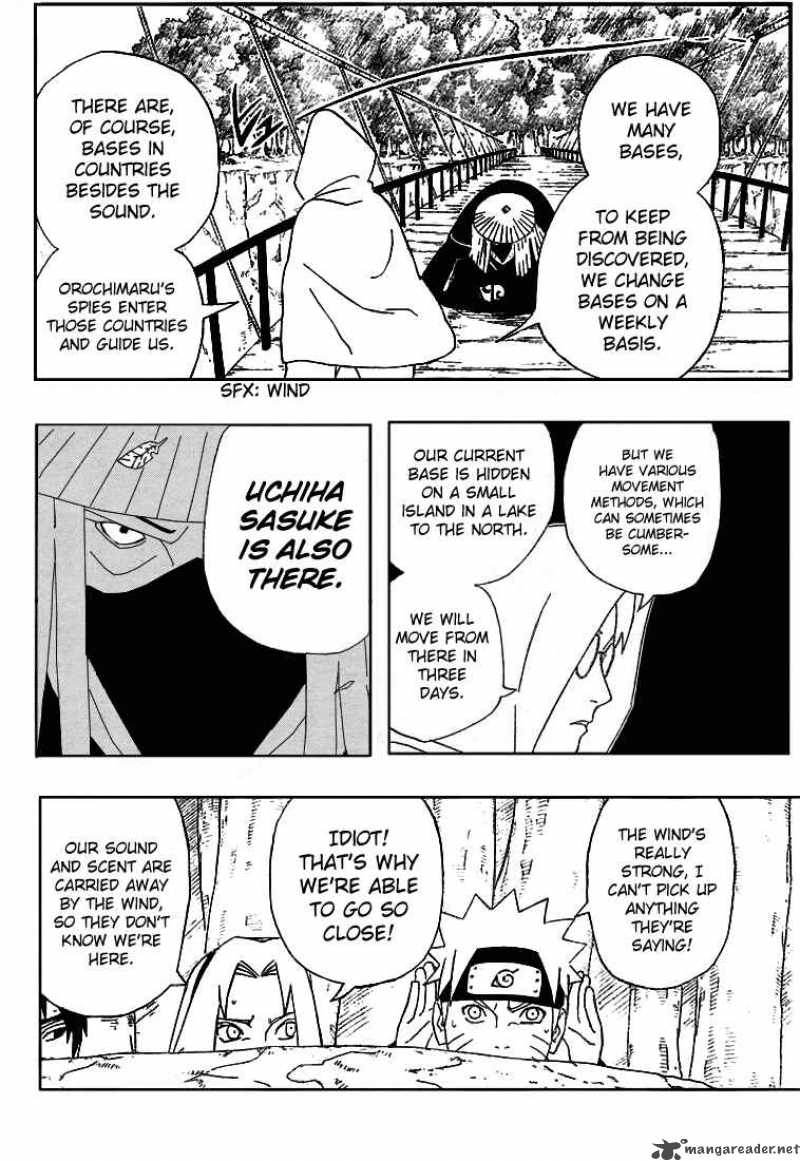 WE HAVE
MANY
BASES,
TO KEEP
FROM BEING
DISCOVERED,
WE CHANGE
BASES ON A
WEEKLY
BASIS.
THERE ARE,
OF COURSE,
BASES IN
COUNTRIES
BESIDES THE
SOUND.
OROCHIMARU'S
SPIES ENTER
THOSE COUNTRIES
AND GUIDE US.
SFX: WIND
BUT WE
HAVE VARIOUS
MOVEMENT
METHODS, WHICH
CAN SOMETIMES
BE CUMBER-
SOME...
OUR CURRENT
BASE IS HIDDEN
ON A SMALL
ISLAND IN A LAKE
TO THE NORTH.
WE WILL
MOVE FROM
THERE IN
THREE
DAYS.
UCHIHA
SASUKE
IS ALSO
THERE.
THE WIND'S
REALLY
STRONG, I
CAN'T PICK UP
ANYTHING
THEY'RE
SAYING!
IDIOT!
THAT'S WHY
WE'RE ABLE
TO GO SO
CLOSE!
OUR SOUND
AND SCENT ARE
CARRIED AWAY
BY THE WIND,
SO THEY DON'T
KNOW WE'RE
HERE.
mangareader.net